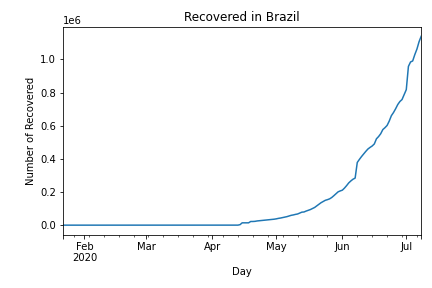 Recovered in Brazil
1e6
1.0
0.8
0.6
0.4
0.2
0.0
Number of Recovered
Feb Mar Apr May Jun Jul
2020
Day